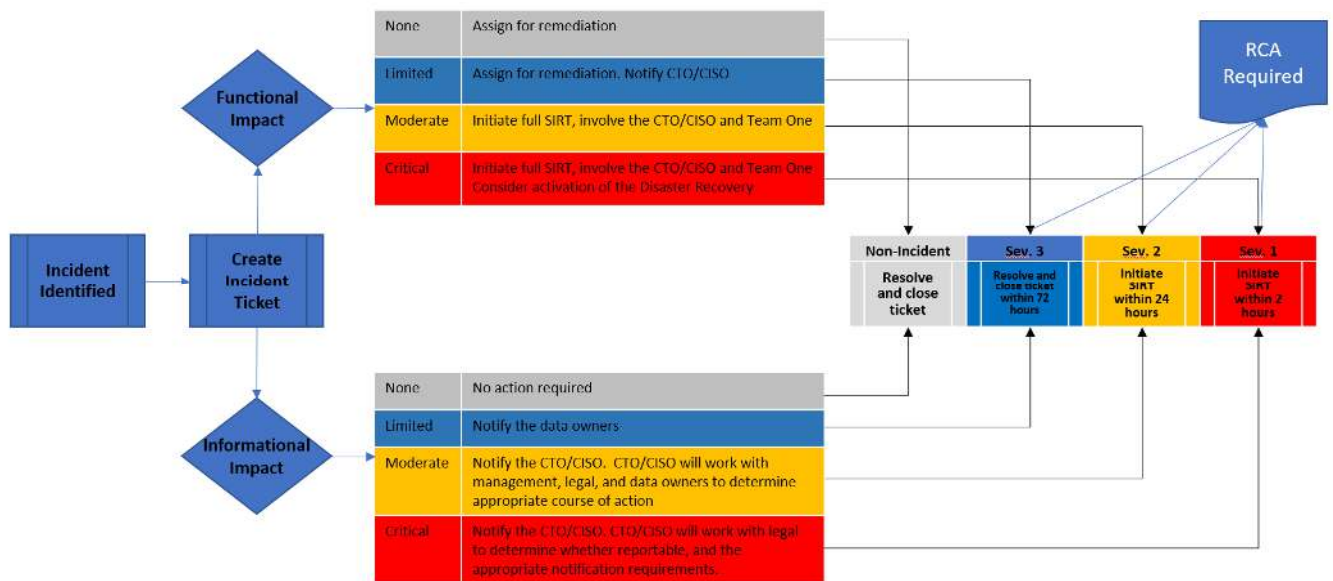 None
Assign for remediation
Limited
Assign for remediation. Notify CTO/CISO
Moderate
Initiate full SIRT, involve the CTO/CISO and Team One
Critical
Initiate full SIRT, involve the CTO/CISO and Team One
Consider activation of the Disaster Recovery
RCA
Required
Functional
Impact
Incident
Identified
Create
Incident
Ticket
Non-Incident
Resolve
and close
ticket
Sev. 3
Resolve and
close ticket
within 72
hours
Sev. 2
Initiate
SIRT
within 24
hours
Sev. 1
Initiate
SIRT
within 2
hours
Informational
Impact
None
No action required
Limited
Notify the data owners
Moderate
Notify the CTO/CISO. CTO/CISO will work with
management, legal, and data owners to determine
appropriate course of action
Critical
Notify the CTO/CISO. CTO/CISO will work with legal
to determine whether reportable, and the
appropriate notification requirements.